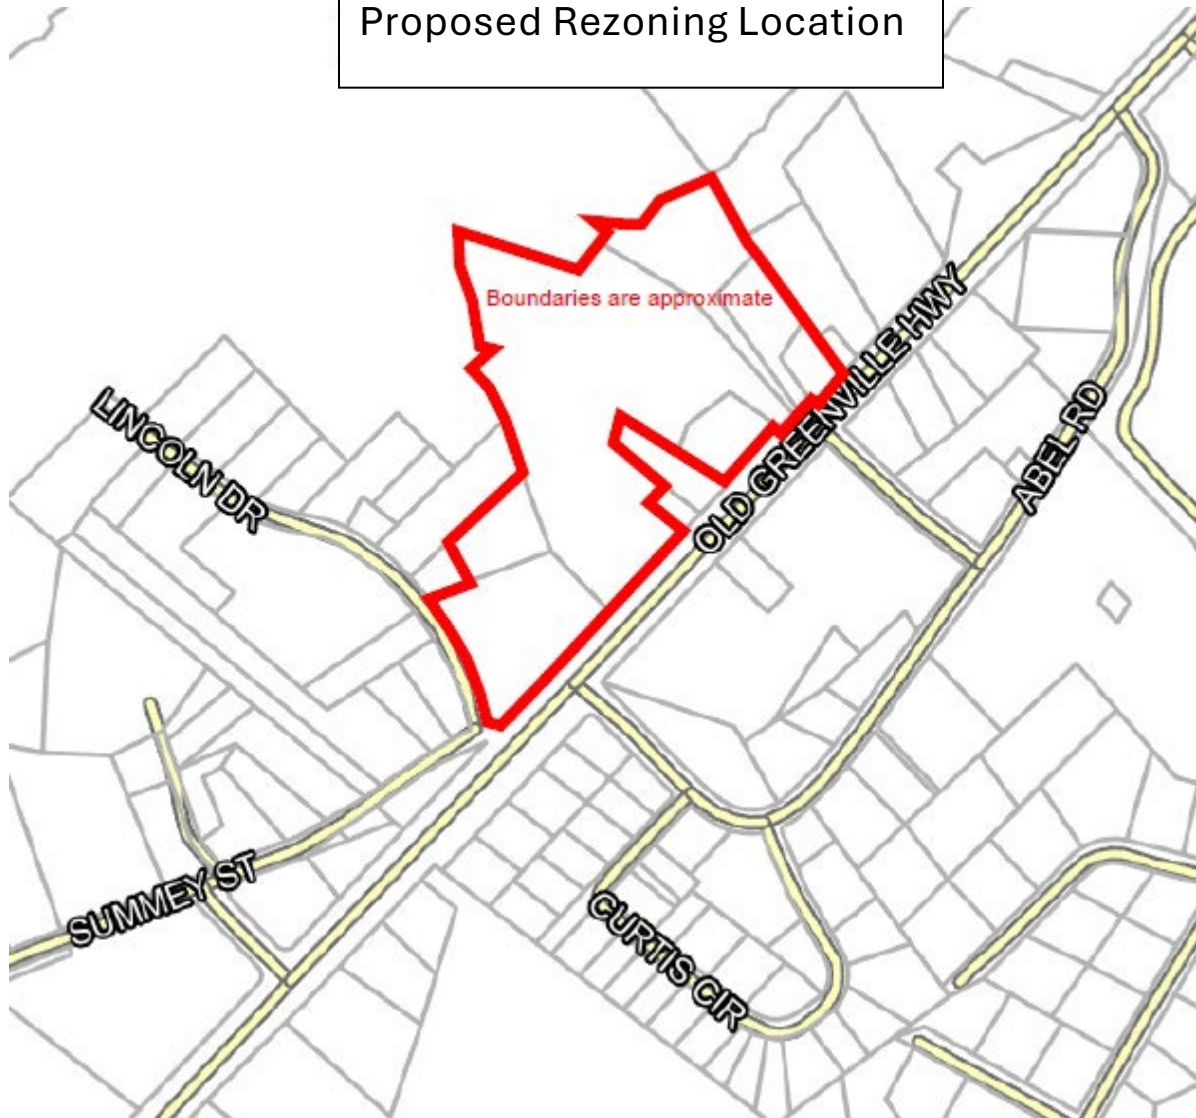 Proposed Rezoning Location
Boundaries are approximate
OLD GREENVILLE HWY
LINCOLN DR
ABEL RD
SUMMEY ST
CURTIS CIR